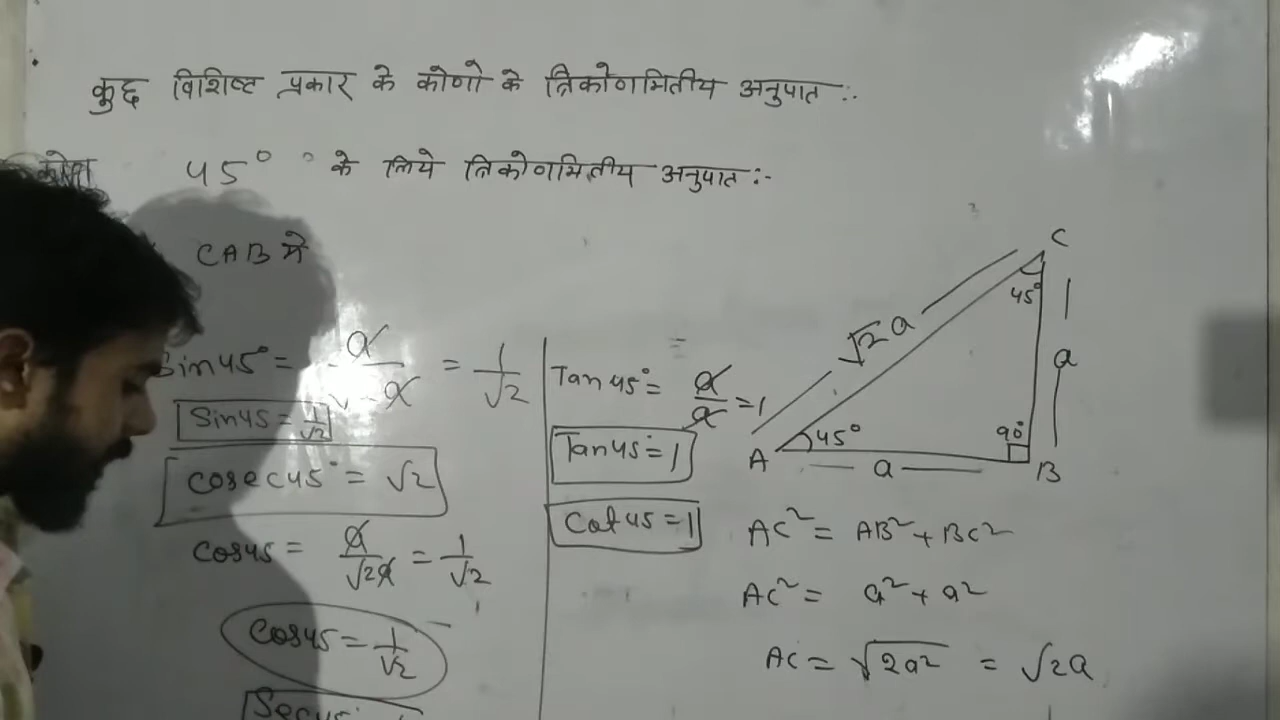 कुछ विशिष्ट प्रकार के कोणो के त्रिकोणमितीय अनुपात :-
45° के लिये त्रिकोणमितीय अनुपात :-
CAB मे
Sin45° = a/a = 1/√2
Sin45 = 1/√2
Cosec45° = √2
Cos45 = a/√2a = 1/√2
Cos45 = 1/√2
Sec45°
Tan45° = a/a = 1
Tan45° = 1
Cot45 = 1
C
45°
√2 a
a
A
45°
90°
B
a
AC² = AB² + BC²
AC² = a² + a²
AC = √2a² = √2a